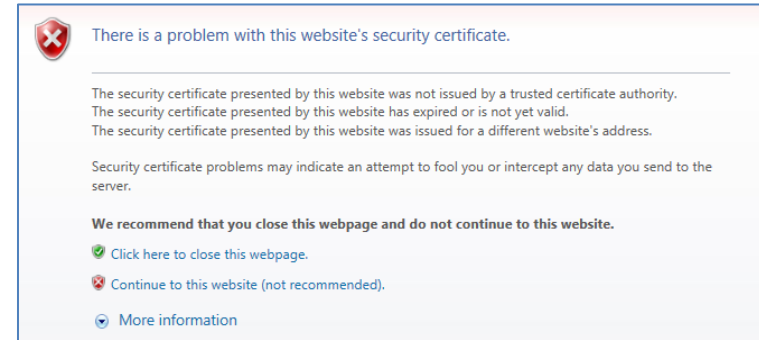 There is a problem with this website's security certificate.
The security certificate presented by this website was not issued by a trusted certificate authority.
The security certificate presented by this website has expired or is not yet valid.
The security certificate presented by this website was issued for a different website's address.
Security certificate problems may indicate an attempt to fool you or intercept any data you send to the
server.
We recommend that you close this webpage and do not continue to this website.
Click here to close this webpage.
Continue to this website (not recommended).
More information